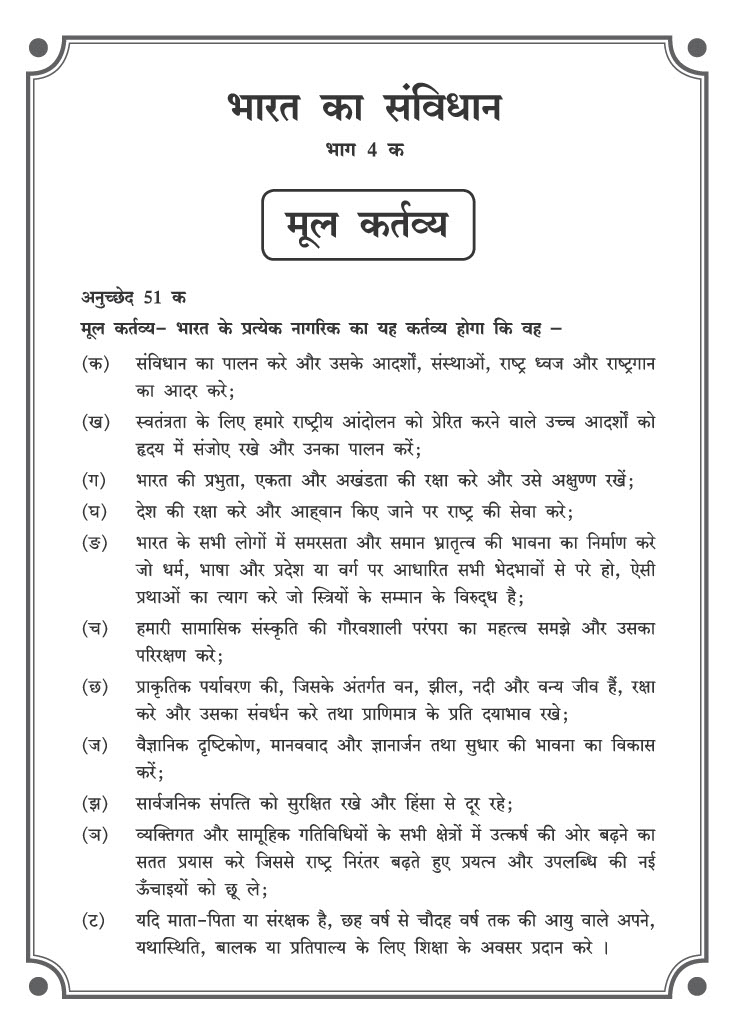 भारत का संविधान
भाग 4 क
मूल कर्तव्य
अनुच्छेद 51 क
मूल कर्तव्य– भारत के प्रत्येक नागरिक का यह कर्तव्य होगा कि वह –
(क) संविधान का पालन करे और उसके आदर्शों, संस्थाओं, राष्ट्र ध्वज और राष्ट्रगान
का आदर करे;
(ख) स्वतंत्रता के लिए हमारे राष्ट्रीय आंदोलन को प्रेरित करने वाले उच्च आदर्शों को
हृदय में संजोए रखे और उनका पालन करें;
(ग) भारत की प्रभुता, एकता और अखंडता की रक्षा करे और उसे अक्षुण्ण रखें;
(घ) देश की रक्षा करे और आह्वान किए जाने पर राष्ट्र की सेवा करे;
(ङ) भारत के सभी लोगों में समरसता और समान भ्रातृत्व की भावना का निर्माण करे
जो धर्म, भाषा और प्रदेश या वर्ग पर आधारित सभी भेदभावों से परे हो, ऐसी
प्रथाओं का त्याग करे जो स्त्रियों के सम्मान के विरुद्ध है;
(च) हमारी सामासिक संस्कृति की गौरवशाली परंपरा का महत्त्व समझे और उसका
परिरक्षण करे;
(छ) प्राकृतिक पर्यावरण की, जिसके अंतर्गत वन, झील, नदी और वन्य जीव हैं, रक्षा
करे और उसका संवर्धन करे तथा प्राणिमात्र के प्रति दयाभाव रखे;
(ज) वैज्ञानिक दृष्टिकोण, मानववाद और ज्ञानार्जन तथा सुधार की भावना का विकास
करें;
(झ) सार्वजनिक संपत्ति को सुरक्षित रखे और हिंसा से दूर रहे;
(ञ) व्यक्तिगत और सामूहिक गतिविधियों के सभी क्षेत्रों में उत्कर्ष की ओर बढ़ने का
सतत प्रयास करे जिससे राष्ट्र निरंतर बढ़ते हुए प्रयत्न और उपलब्धि की नई
ऊँचाइयों को छू ले;
(ट) यदि माता-पिता या संरक्षक है, छह वर्ष से चौदह वर्ष तक की आयु वाले अपने,
यथास्थिति, बालक या प्रतिपाल्य के लिए शिक्षा के अवसर प्रदान करे ।